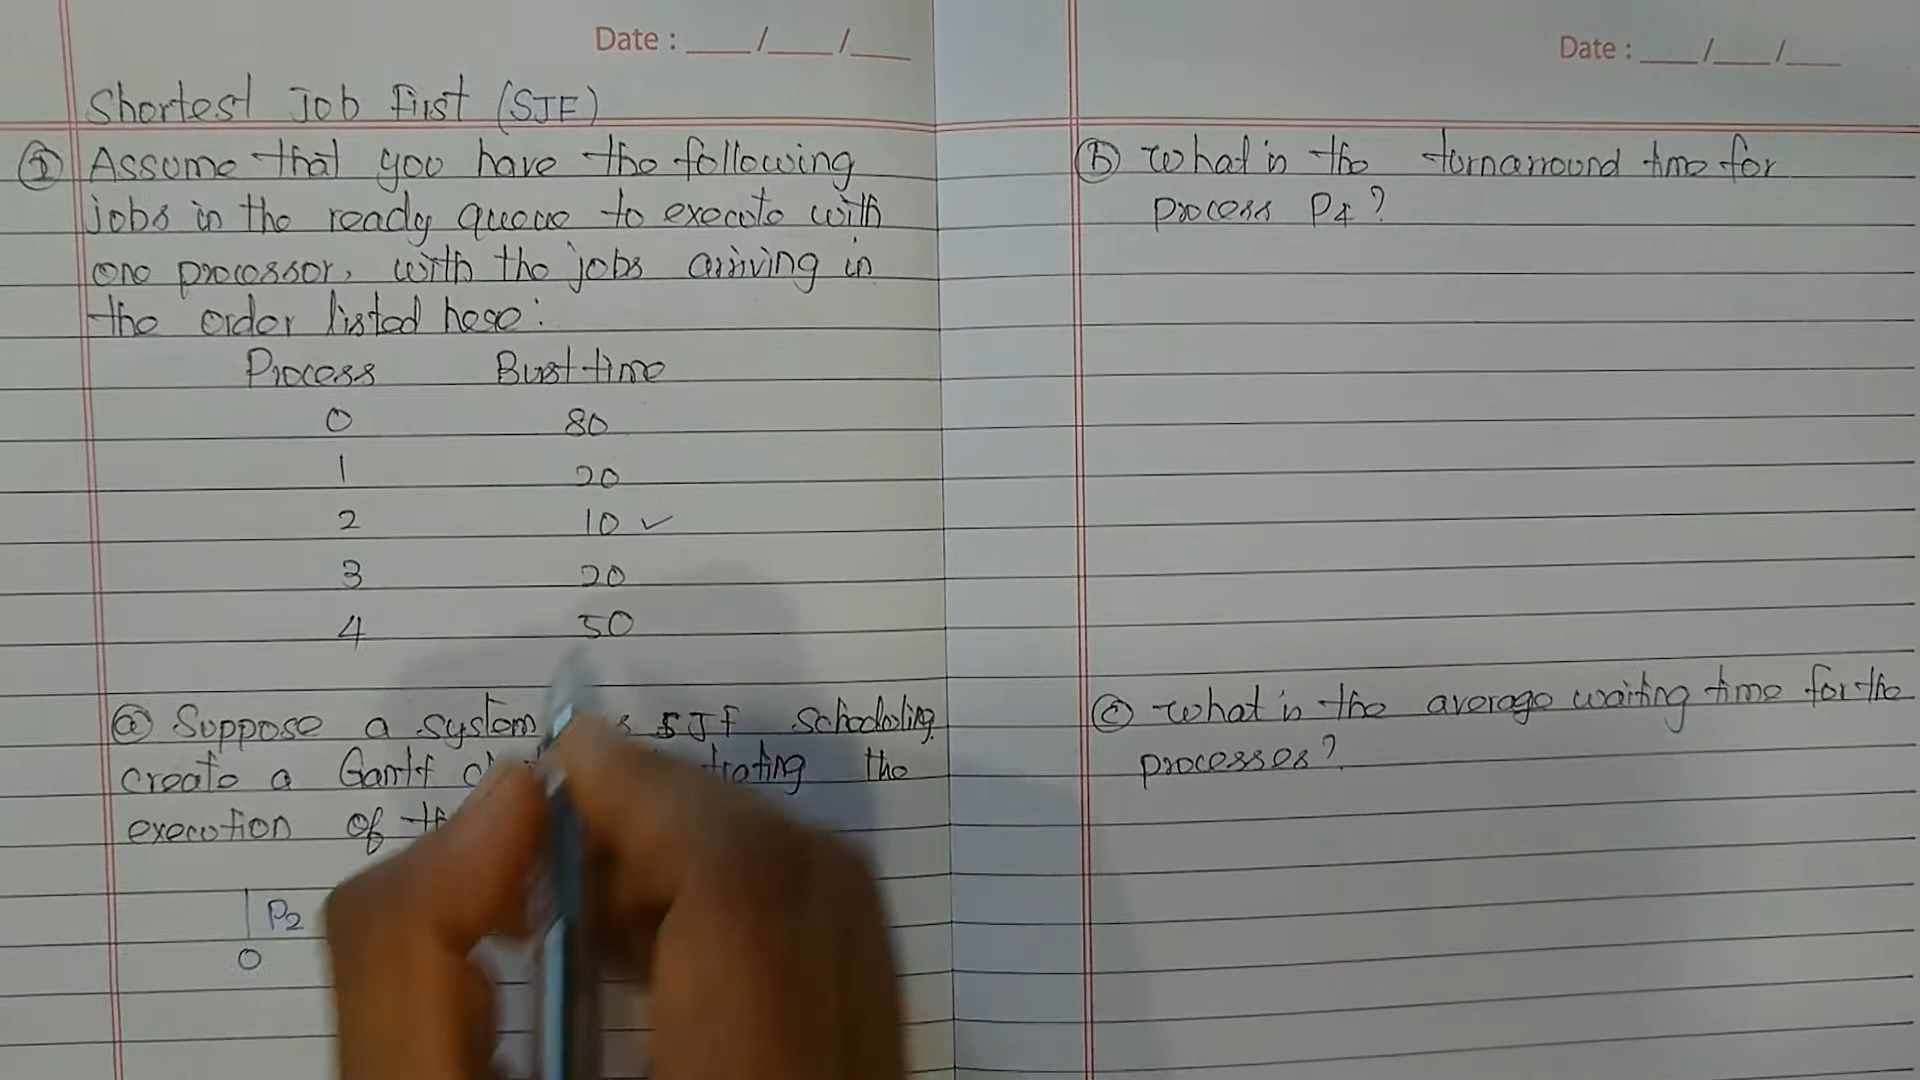 Date : ___/___/___
Shortest Job First (SJF)
① Assume that you have the following
jobs in the ready queue to execute with
one processor, with the jobs arriving in
the order listed here:
Process Burst time
0 80
1 20
2 10 ✓
3 20
4 50
ⓐ Suppose a system SJF scheduling
create a Gantt the
execution of
P2
0
Date : ___/___/___
ⓑ What is the turnarround time for
process P4?
ⓒ What is the average waiting time for the
processes?